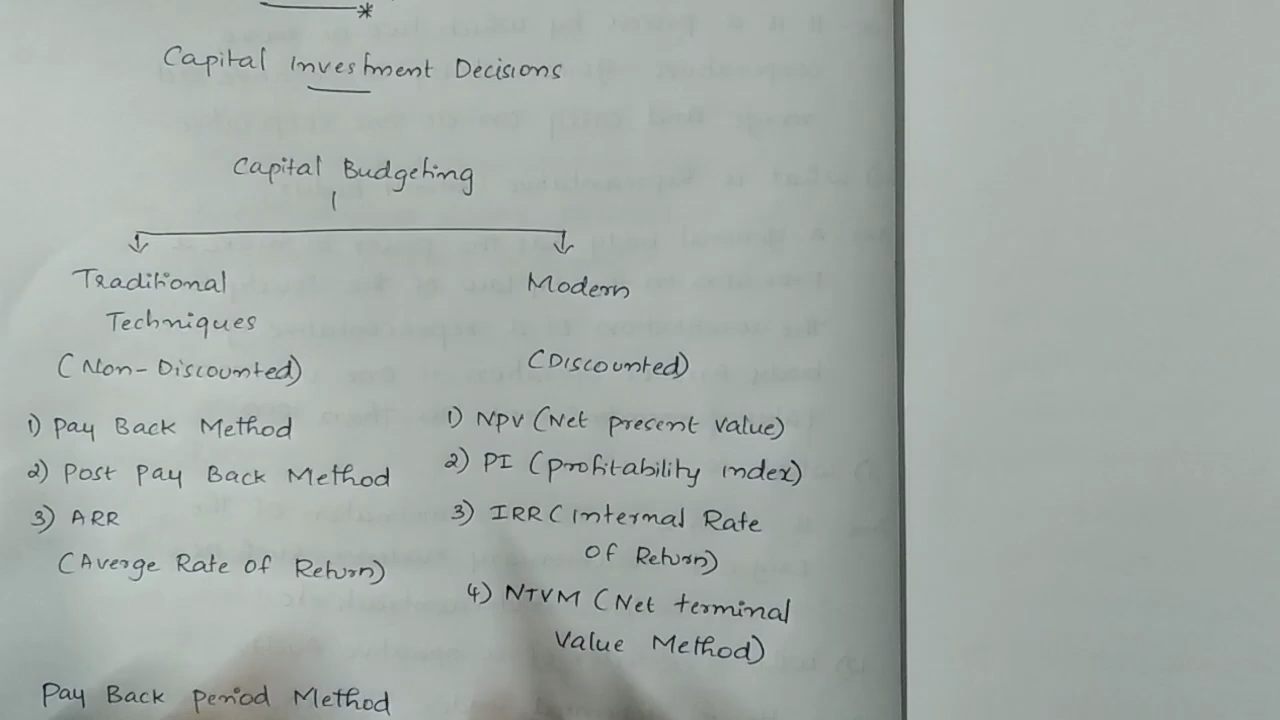 Capital Investment Decisions
Capital Budgeting
Traditional
Techniques
(Non-Discounted)
1) Pay Back Method
2) Post Pay Back Method
3) ARR
(Averge Rate of Return)
Modern
(Discounted)
1) NPV (Net present value)
2) PI (profitability index)
3) IRR (internal Rate
of Return)
4) NTVM (Net terminal
Value Method)
Pay Back period Method